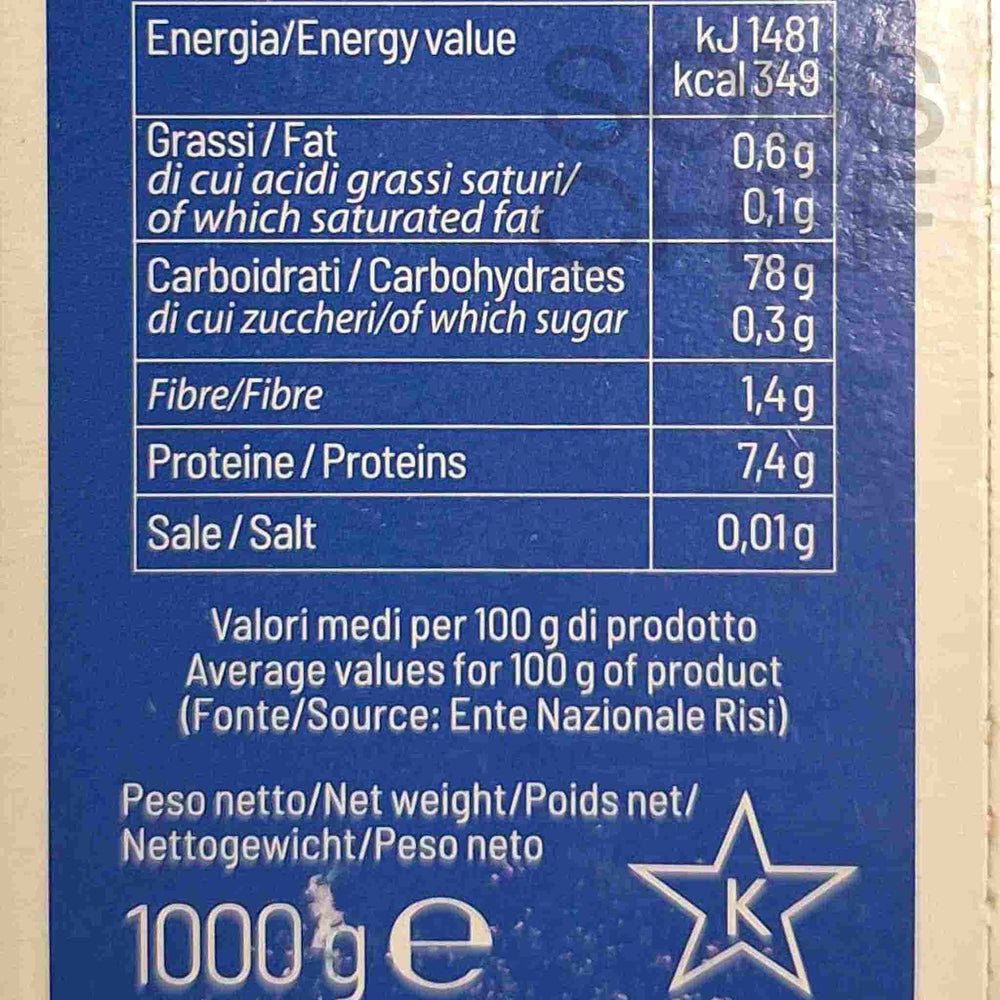 Energia/Energy value kJ 1481
kcal 349
Grassi / Fat 0,6 g
di cui acidi grassi saturi/
of which saturated fat 0,1 g
Carboidrati / Carbohydrates 78 g
di cui zuccheri/of which sugar 0,3 g
Fibre/Fibre 1,4 g
Proteine / Proteins 7,4 g
Sale / Salt 0,01 g
Valori medi per 100 g di prodotto
Average values for 100 g of product
(Fonte/Source: Ente Nazionale Risi)
Peso netto/Net weight/Poids net/
Nettogewicht/Peso neto
1000 g e
K